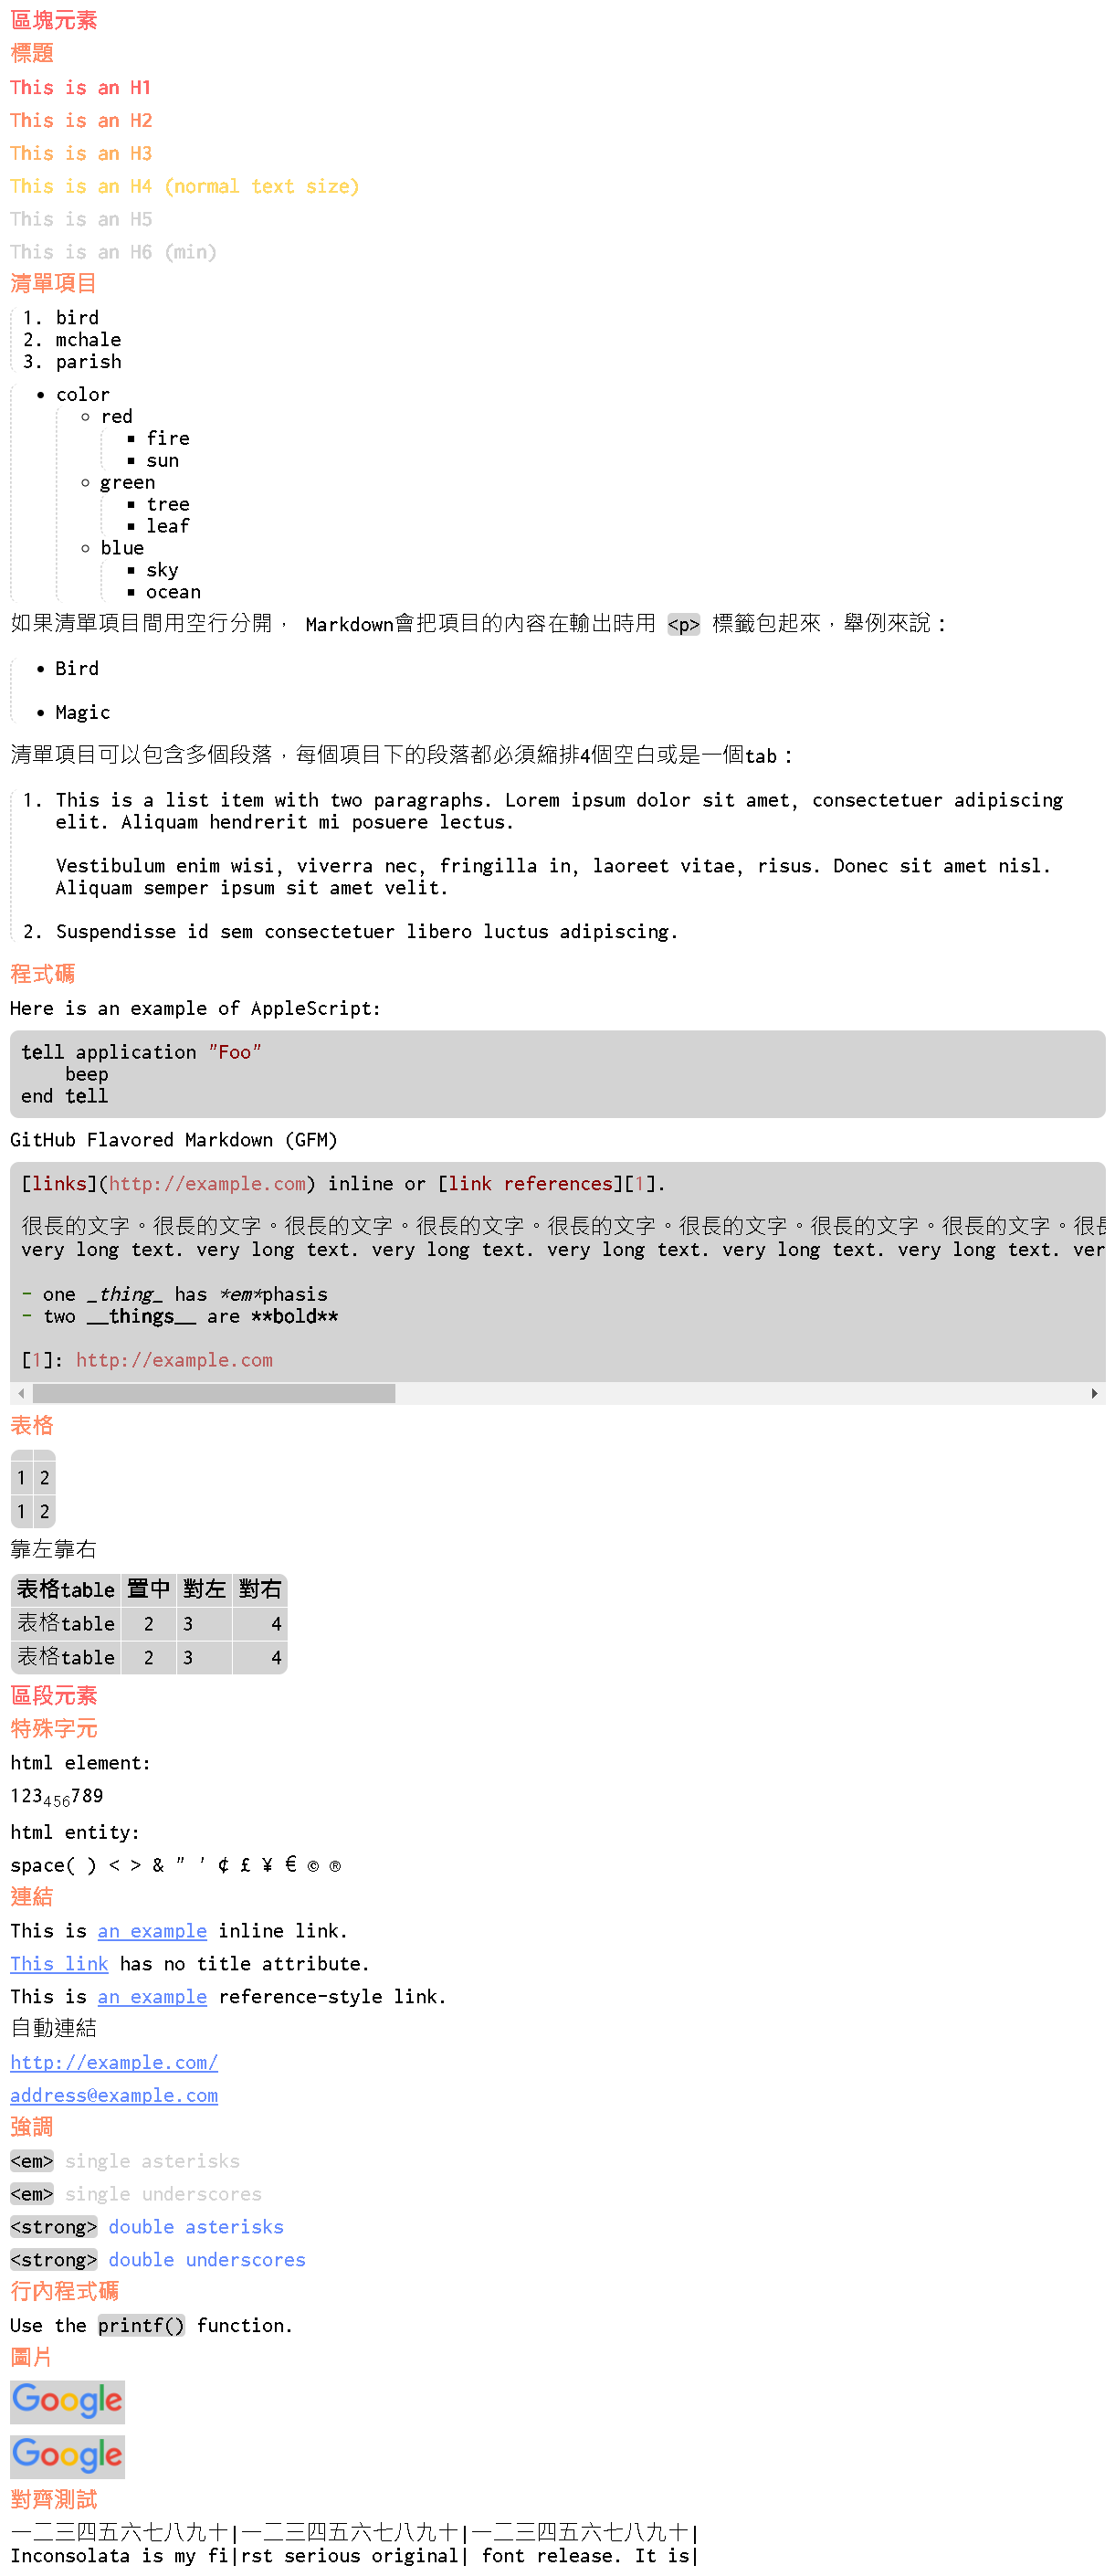 區塊元素
標題
This is an H1
This is an H2
This is an H3
This is an H4 (normal text size)
This is an H5
This is an H6 (min)
清單項目
1. bird
2. mchale
3. parish
• color
◦ red
▪ fire
▪ sun
◦ green
▪ tree
▪ leaf
◦ blue
▪ sky
▪ ocean
如果清單項目間用空行分開， Markdown會把項目的內容在輸出時用 <p> 標籤包起來，舉例來說：
• Bird
• Magic
清單項目可以包含多個段落，每個項目下的段落都必須縮排4個空白或是一個tab：
1. This is a list item with two paragraphs. Lorem ipsum dolor sit amet, consectetuer adipiscing
elit. Aliquam hendrerit mi posuere lectus.
Vestibulum enim wisi, viverra nec, fringilla in, laoreet vitae, risus. Donec sit amet nisl.
Aliquam semper ipsum sit amet velit.
2. Suspendisse id sem consectetuer libero luctus adipiscing.
程式碼
Here is an example of AppleScript:
tell application "Foo"
    beep
end tell
GitHub Flavored Markdown (GFM)
[links](http://example.com) inline or [link references][1].
很長的文字。很長的文字。很長的文字。很長的文字。很長的文字。很長的文字。很長的文字。很長的文字。很長
very long text. very long text. very long text. very long text. very long text. very long text. ver
- one _thing_ has *em*phasis
- two __things__ are **bold**
[1]: http://example.com
表格
1 2
1 2
靠左靠右
表格table 置中 對左 對右
表格table 2 3 4
表格table 2 3 4
區段元素
特殊字元
html element:
123456789
html entity:
space( ) < > & " ' ¢ £ ¥ € © ®
連結
This is an example inline link.
This link has no title attribute.
This is an example reference-style link.
自動連結
http://example.com/
address@example.com
強調
<em> single asterisks
<em> single underscores
<strong> double asterisks
<strong> double underscores
行內程式碼
Use the printf() function.
圖片
Google
Google
對齊測試
一二三四五六七八九十|一二三四五六七八九十|一二三四五六七八九十|
Inconsolata is my fi|rst serious original| font release. It is|